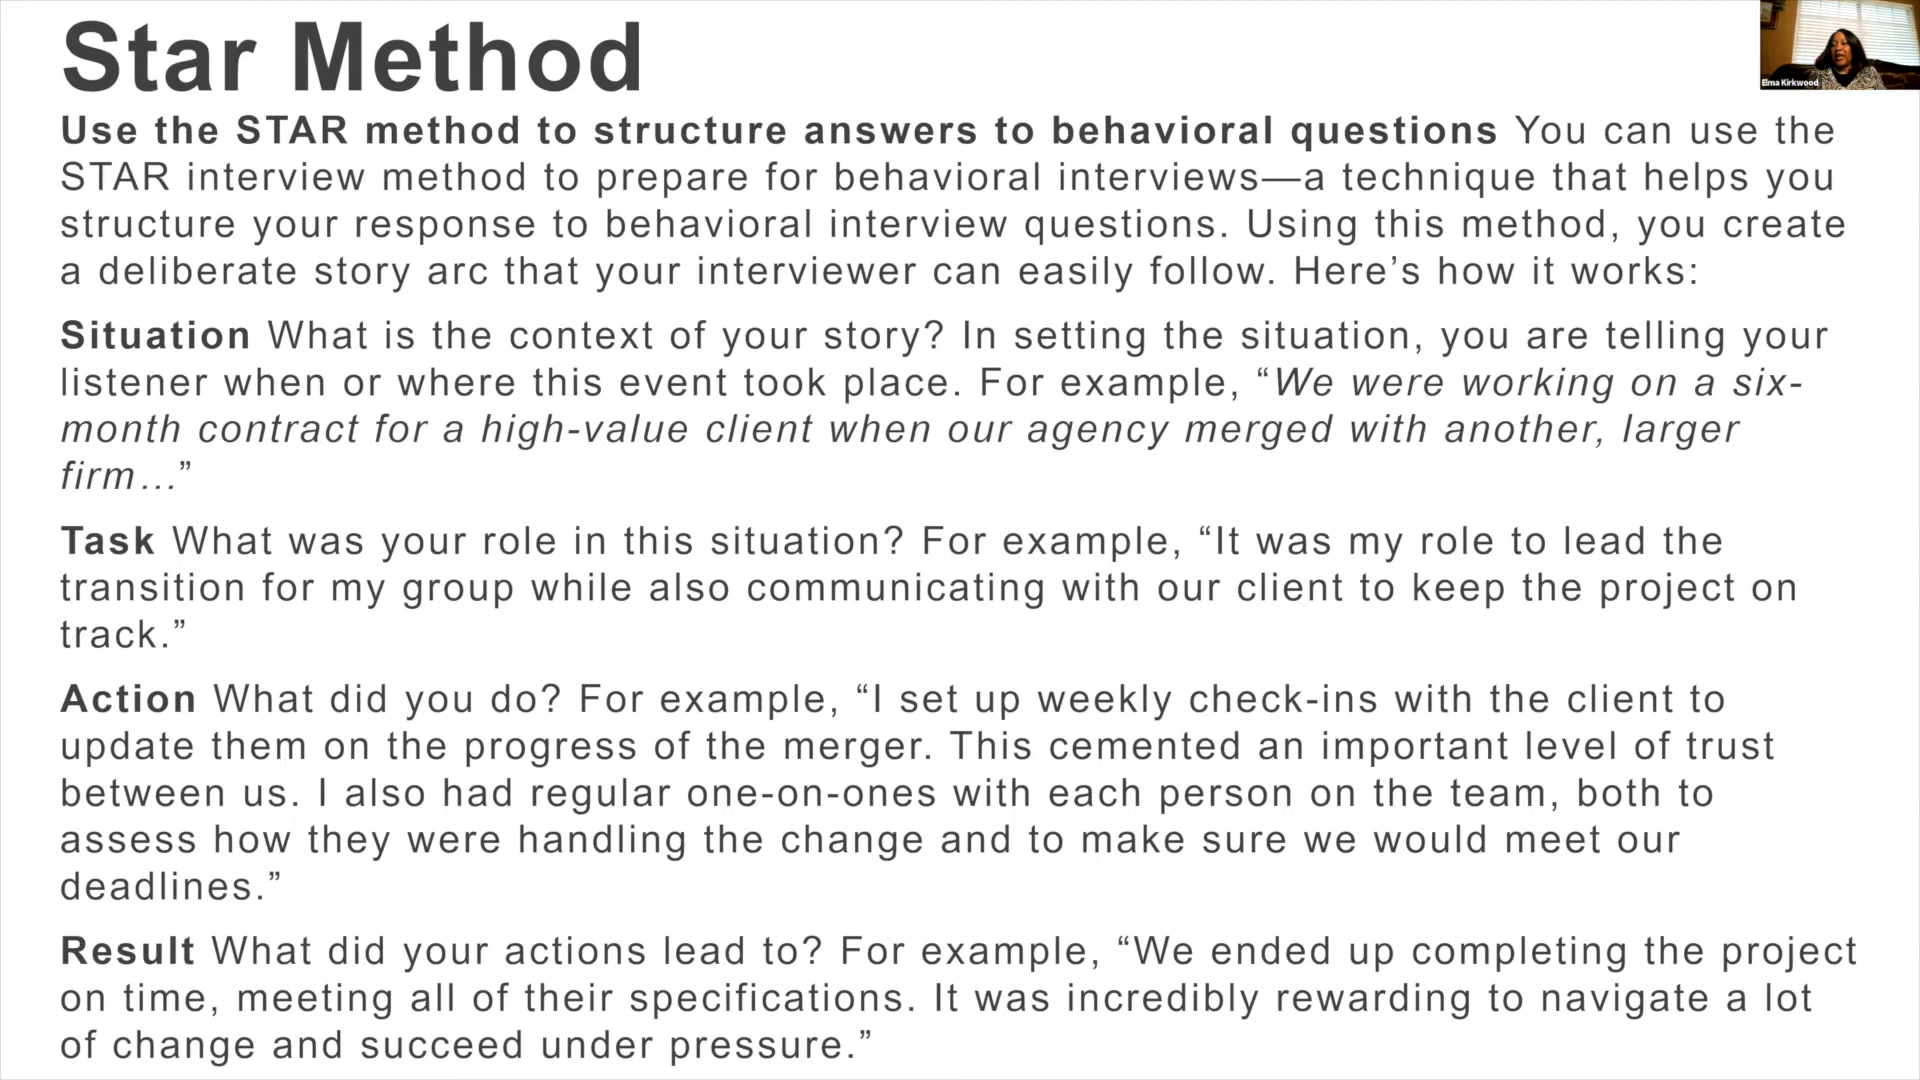 Star Method
Elma Kirkwood
Use the STAR method to structure answers to behavioral questions You can use the
STAR interview method to prepare for behavioral interviews—a technique that helps you
structure your response to behavioral interview questions. Using this method, you create
a deliberate story arc that your interviewer can easily follow. Here’s how it works:
Situation What is the context of your story? In setting the situation, you are telling your
listener when or where this event took place. For example, “We were working on a six-
month contract for a high-value client when our agency merged with another, larger
firm…”
Task What was your role in this situation? For example, “It was my role to lead the
transition for my group while also communicating with our client to keep the project on
track.”
Action What did you do? For example, “I set up weekly check-ins with the client to
update them on the progress of the merger. This cemented an important level of trust
between us. I also had regular one-on-ones with each person on the team, both to
assess how they were handling the change and to make sure we would meet our
deadlines.”
Result What did your actions lead to? For example, “We ended up completing the project
on time, meeting all of their specifications. It was incredibly rewarding to navigate a lot
of change and succeed under pressure.”